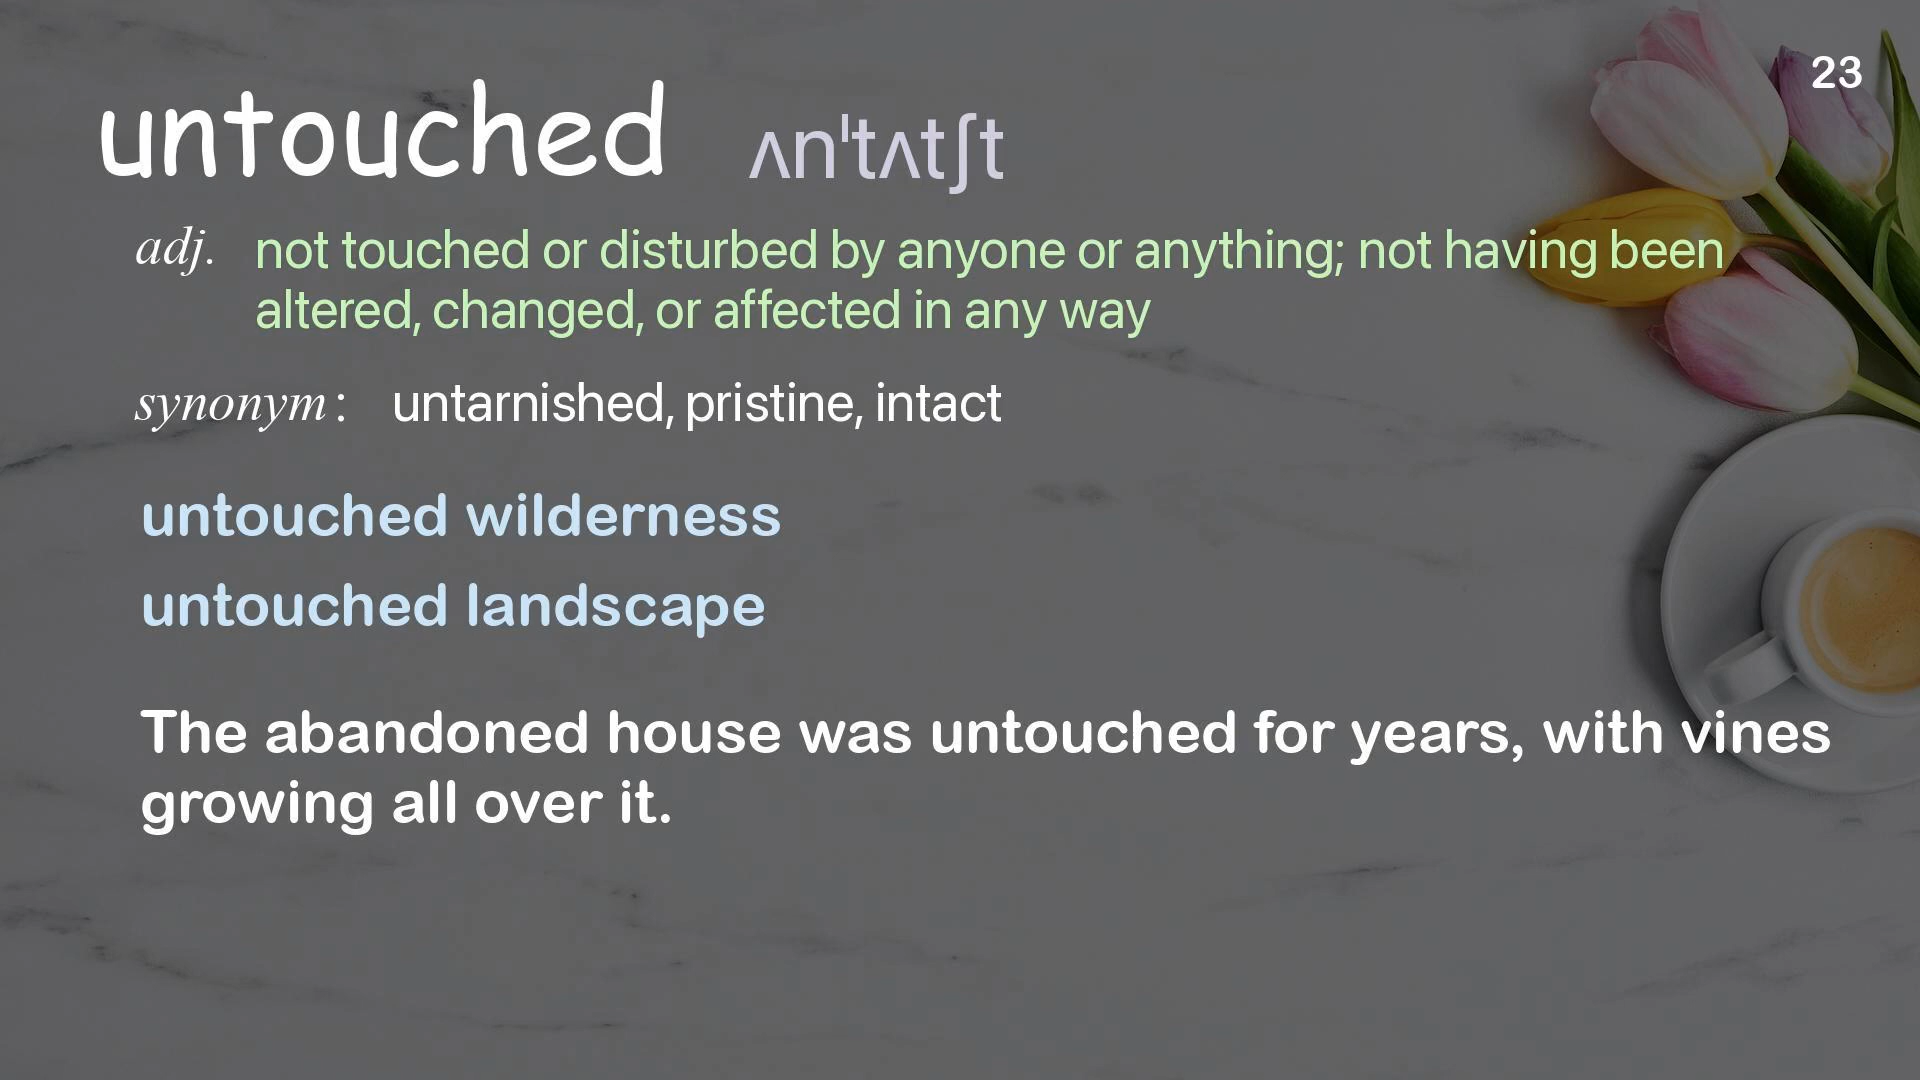 23
untouched ʌn'tʌtʃt
adj. not touched or disturbed by anyone or anything; not having been
altered, changed, or affected in any way
synonym: untarnished, pristine, intact
untouched wilderness
untouched landscape
The abandoned house was untouched for years, with vines
growing all over it.